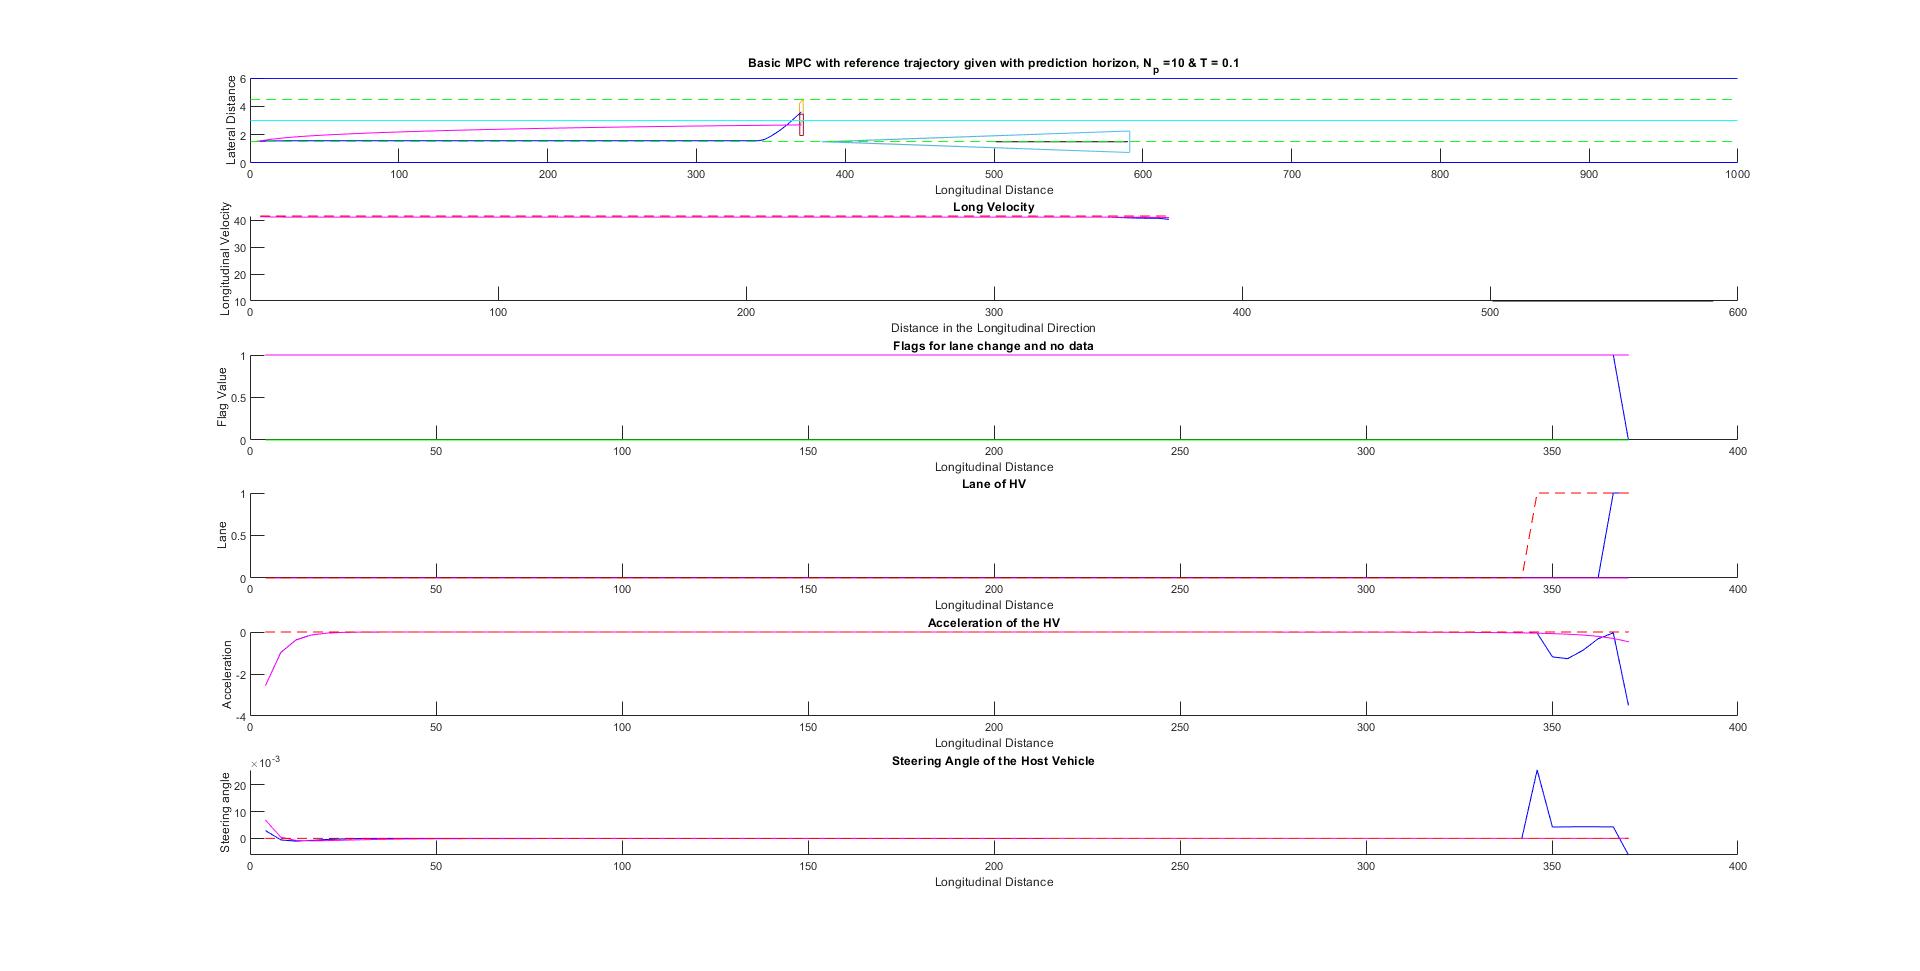 Basic MPC with reference trajectory given with prediction horizon, Np =10 & T = 0.1
Lateral Distance
6
4
2
0
0 100 200 300 400 500 600 700 800 900 1000
Longitudinal Distance
Long Velocity
Longitudinal Velocity
40
30
20
10
0 100 200 300 400 500 600
Distance in the Longitudinal Direction
Flags for lane change and no data
Flag Value
1
0.5
0
0 50 100 150 200 250 300 350 400
Longitudinal Distance
Lane of HV
Lane
1
0.5
0
0 50 100 150 200 250 300 350 400
Longitudinal Distance
Acceleration of the HV
Acceleration
0
-2
-4
0 50 100 150 200 250 300 350 400
Longitudinal Distance
Steering Angle of the Host Vehicle
×10-3
Steering angle
20
10
0
0 50 100 150 200 250 300 350 400
Longitudinal Distance